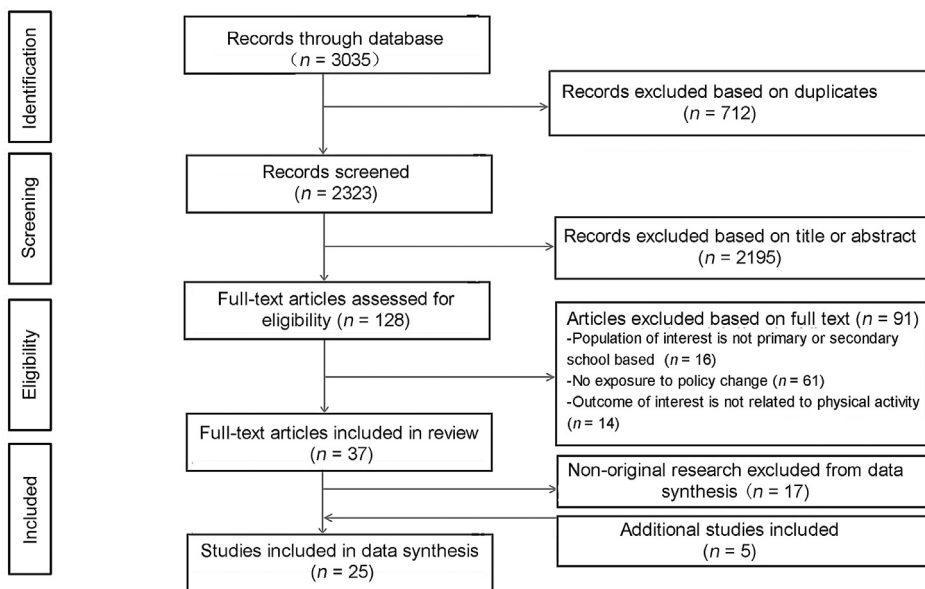 Identification
Records through database
（n = 3035）
Records excluded based on duplicates
(n = 712)
Screening
Records screened
(n = 2323)
Records excluded based on title or abstract
(n = 2195)
Eligibility
Full-text articles assessed for
eligibility (n = 128)
Articles excluded based on full text (n = 91)
-Population of interest is not primary or secondary
school based (n = 16)
-No exposure to policy change (n = 61)
-Outcome of interest is not related to physical activity
(n = 14)
Full-text articles included in review
(n = 37)
Included
Non-original research excluded from data
synthesis（n = 17)
Additional studies included
(n = 5)
Studies included in data synthesis
(n = 25)